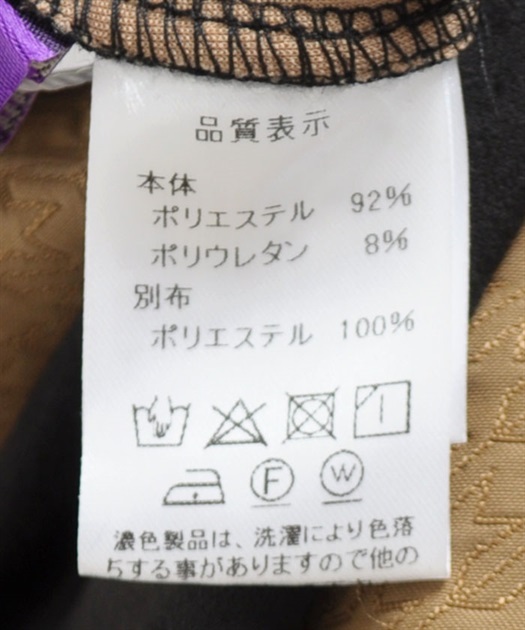 品質表示
本体
ポリエステル 92%
ポリウレタン 8%
別布
ポリエステル 100%
F W
濃色製品は、洗濯により色落
ちする事がありますので他の